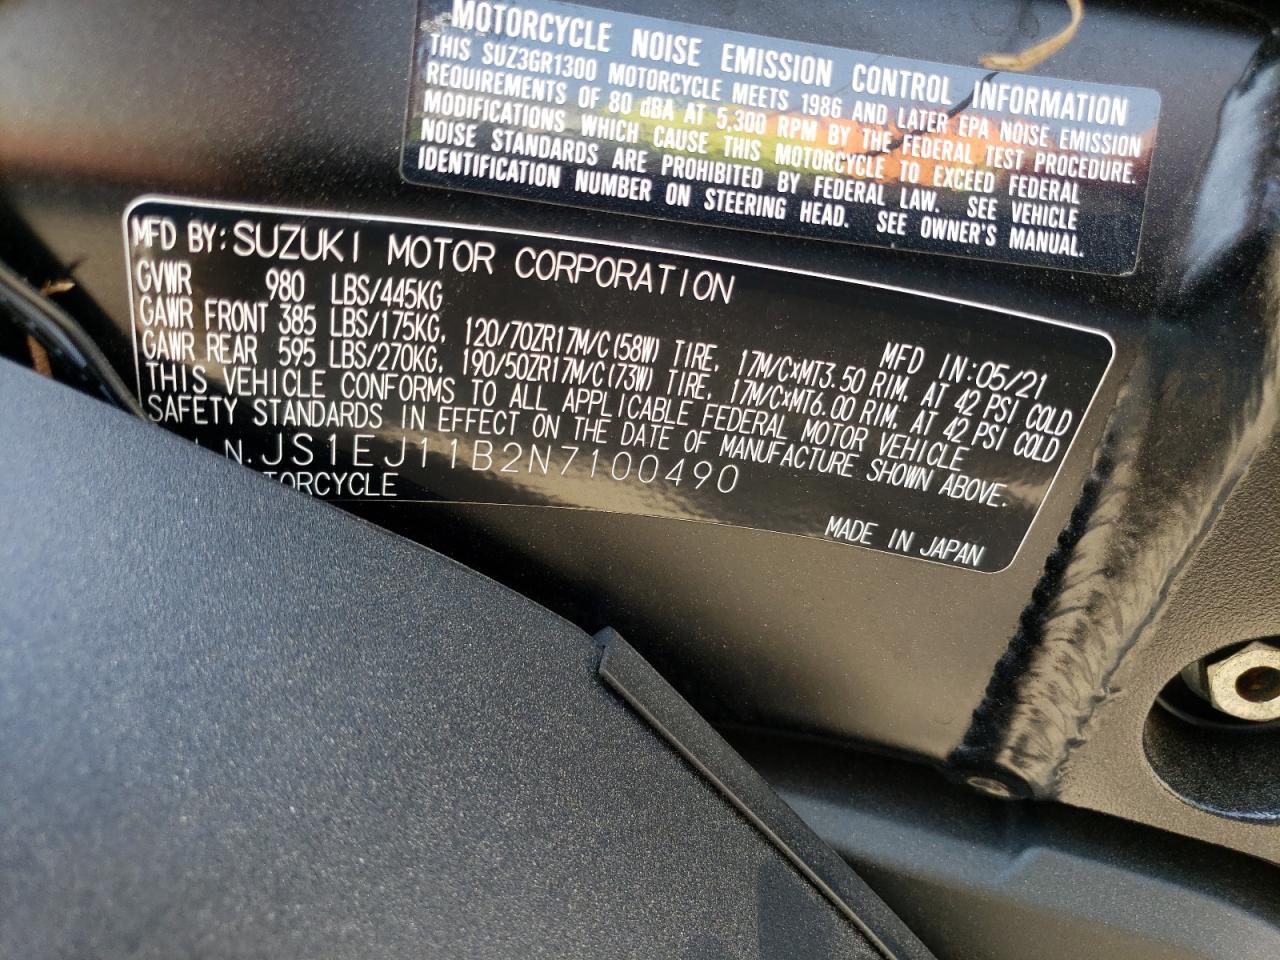 MOTORCYCLE NOISE EMISSION CONTROL INFORMATION
THIS SUZ3GR1300 MOTORCYCLE MEETS 1986 AND LATER EPA NOISE EMISSION
REQUIREMENTS OF 80 dBA AT 5,300 RPM BY THE FEDERAL TEST PROCEDURE.
MODIFICATIONS WHICH CAUSE THIS MOTORCYCLE TO EXCEED FEDERAL
NOISE STANDARDS ARE PROHIBITED BY FEDERAL LAW. SEE VEHICLE
IDENTIFICATION NUMBER ON STEERING HEAD. SEE OWNER'S MANUAL.
MFD BY: SUZUKI MOTOR CORPORATION
GVWR 980 LBS/445KG MFD IN:05/21
GAWR FRONT 385 LBS/175KG, 120/70ZR17M/C(58W) TIRE, 17M/CxMT3.50 RIM, AT 42 PSI COLD
GAWR REAR 595 LBS/270KG, 190/50ZR17M/C(73W) TIRE, 17M/CxMT6.00 RIM, AT 42 PSI COLD
THIS VEHICLE CONFORMS TO ALL APPLICABLE FEDERAL MOTOR VEHICLE
SAFETY STANDARDS IN EFFECT ON THE DATE OF MANUFACTURE SHOWN ABOVE.
N. JS1EJ11B2N7100490
TORCYCLE
MADE IN JAPAN